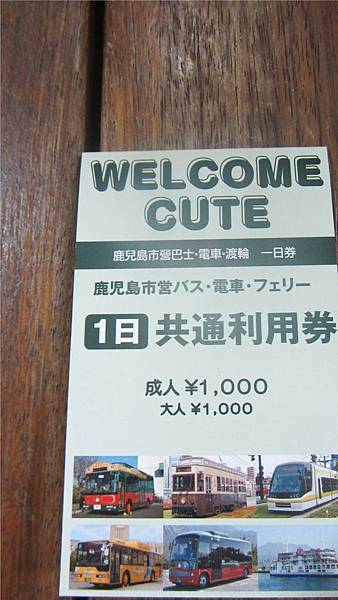 WELCOME
CUTE
鹿兒島市營巴士・電車・渡輪 一日券
鹿児島市営バス・電車・フェリー
1日 共通利用券
成人 ¥1,000
大人 ¥1,000